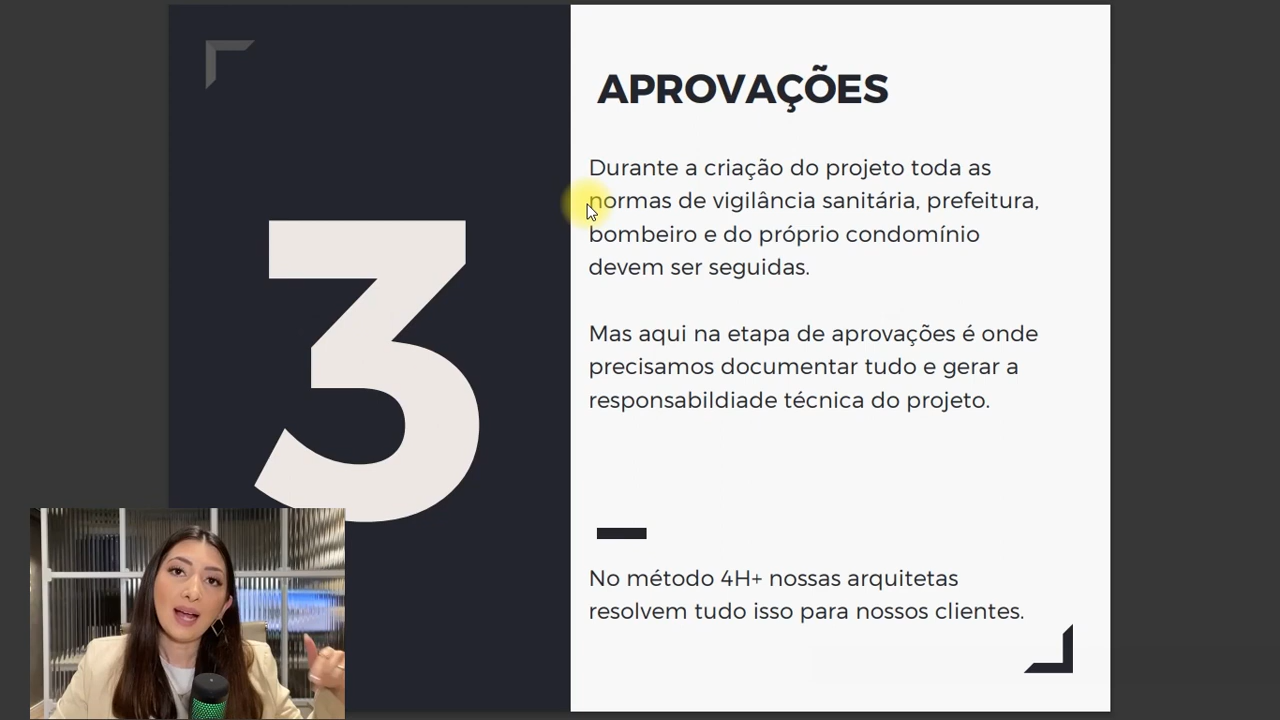 3
APROVAÇÕES
Durante a criação do projeto toda as
normas de vigilância sanitária, prefeitura,
bombeiro e do próprio condomínio
devem ser seguidas.
Mas aqui na etapa de aprovações é onde
precisamos documentar tudo e gerar a
responsabildiade técnica do projeto.
No método 4H+ nossas arquitetas
resolvem tudo isso para nossos clientes.